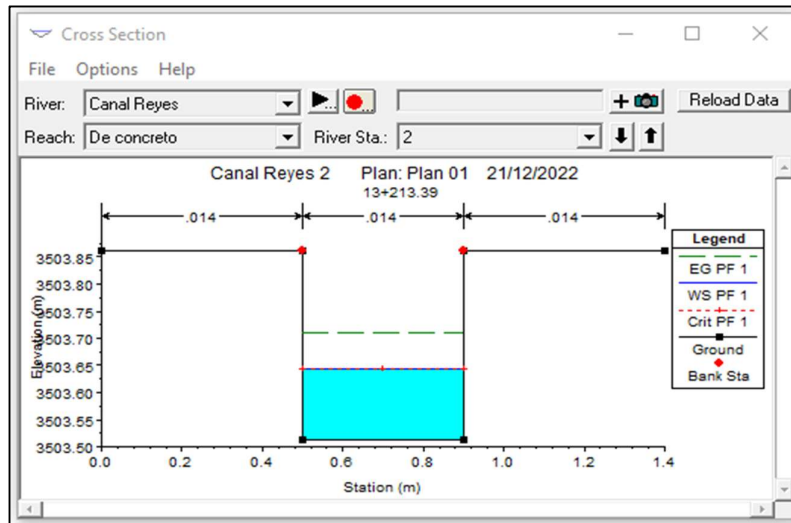 Cross Section
File Options Help
River: Canal Reyes Reload Data
Reach: De concreto River Sta.: 2
Canal Reyes 2 Plan: Plan 01 21/12/2022
13+213.39
.014 .014 .014
Legend
EG PF 1
WS PF 1
Crit PF 1
Ground
Bank Sta
Elevation (m)
3503.85
3503.80
3503.75
3503.70
3503.65
3503.60
3503.55
3503.50
0.0 0.2 0.4 0.6 0.8 1.0 1.2 1.4
Station (m)